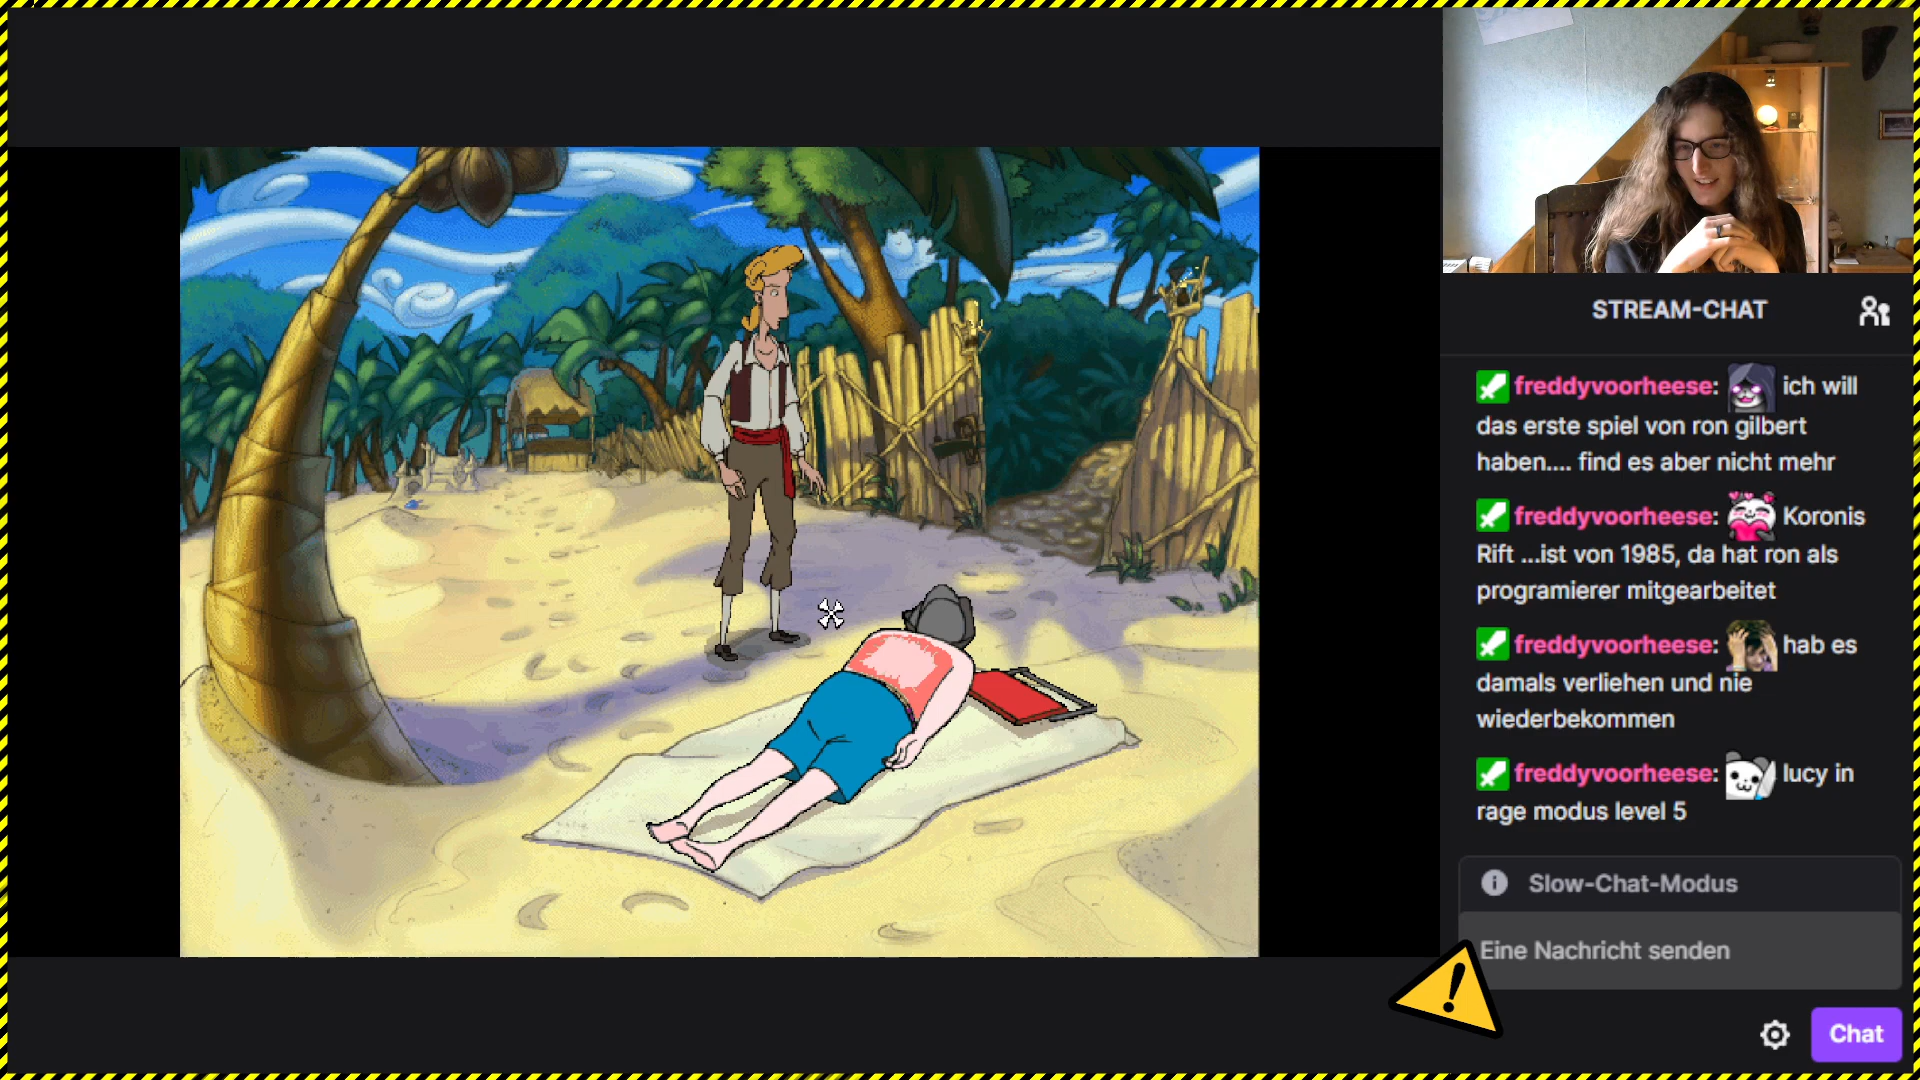 STREAM-CHAT
freddyvoorheese: ich will
das erste spiel von ron gilbert
haben.... find es aber nicht mehr
freddyvoorheese: Koronis
Rift ...ist von 1985, da hat ron als
programierer mitgearbeitet
freddyvoorheese: hab es
damals verliehen und nie
wiederbekommen
freddyvoorheese: lucy in
rage modus level 5
Slow-Chat-Modus
Eine Nachricht senden
Chat